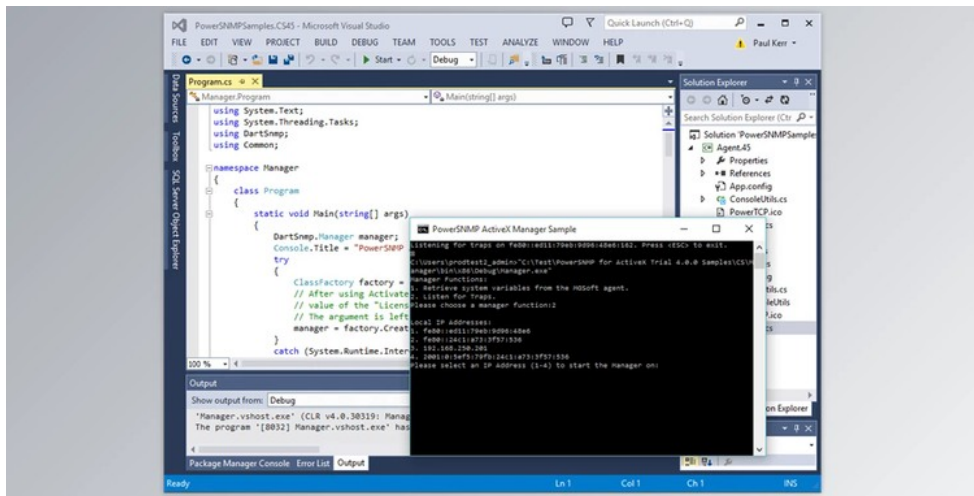 PowerSNMPSamples.CS45 - Microsoft Visual Studio
Quick Launch (Ctrl+Q)
FILE EDIT VIEW PROJECT BUILD DEBUG TEAM TOOLS TEST ANALYZE WINDOW HELP
Paul Kerr
Start
Debug
Data Sources
Toolbox
SQL Server Object Explorer
Program.cs
Manager.Program
Main(string[] args)
using System.Text;
using System.Threading.Tasks;
using DartSnmp;
using Common;
namespace Manager
{
class Program
{
static void Main(string[] args)
{
DartSnmp.Manager manager;
Console.Title = "PowerSNMP
try
{
ClassFactory factory =
// After using Activate
// value of the "Licens
// The argument is left
manager = factory.Creat
}
catch (System.Runtime.Inter
100 %
Output
Show output from: Debug
'Manager.vshost.exe' (CLR v4.0.30319: Manag
The program '[8032] Manager.vshost.exe' has
Package Manager Console Error List Output
Solution Explorer
Search Solution Explorer (Ctr
Solution 'PowerSNMPSample
Agent.45
Properties
References
App.config
ConsoleUtils.cs
PowerTCP.ico
PowerSNMP ActiveX Manager Sample
Listening for traps on fe80::ed11:79eb:9d96:48e6:162. Press <ESC> to exit.
C:\Users\prodtest2_admin>"C:\Test\PowerSNMP for ActiveX Trial 4.0.0 Samples\CS\M
anager\bin\x86\Debug\Manager.exe"
Manager Functions:
1. Retrieve system variables from the MGSoft agent.
2. Listen for Traps.
Please choose a manager function:2
Local IP Addresses:
1. fe80::ed11:79eb:9d96:48e6
2. fe80::24c1:a73:3f57:536
3. 192.168.250.201
4. 2001:0:5ef5:79fb:24c1:a73:3f57:536
Please select an IP Address (1-4) to start the Manager on:
on Explorer
Ready
Ln 1 Col 1 Ch 1 INS